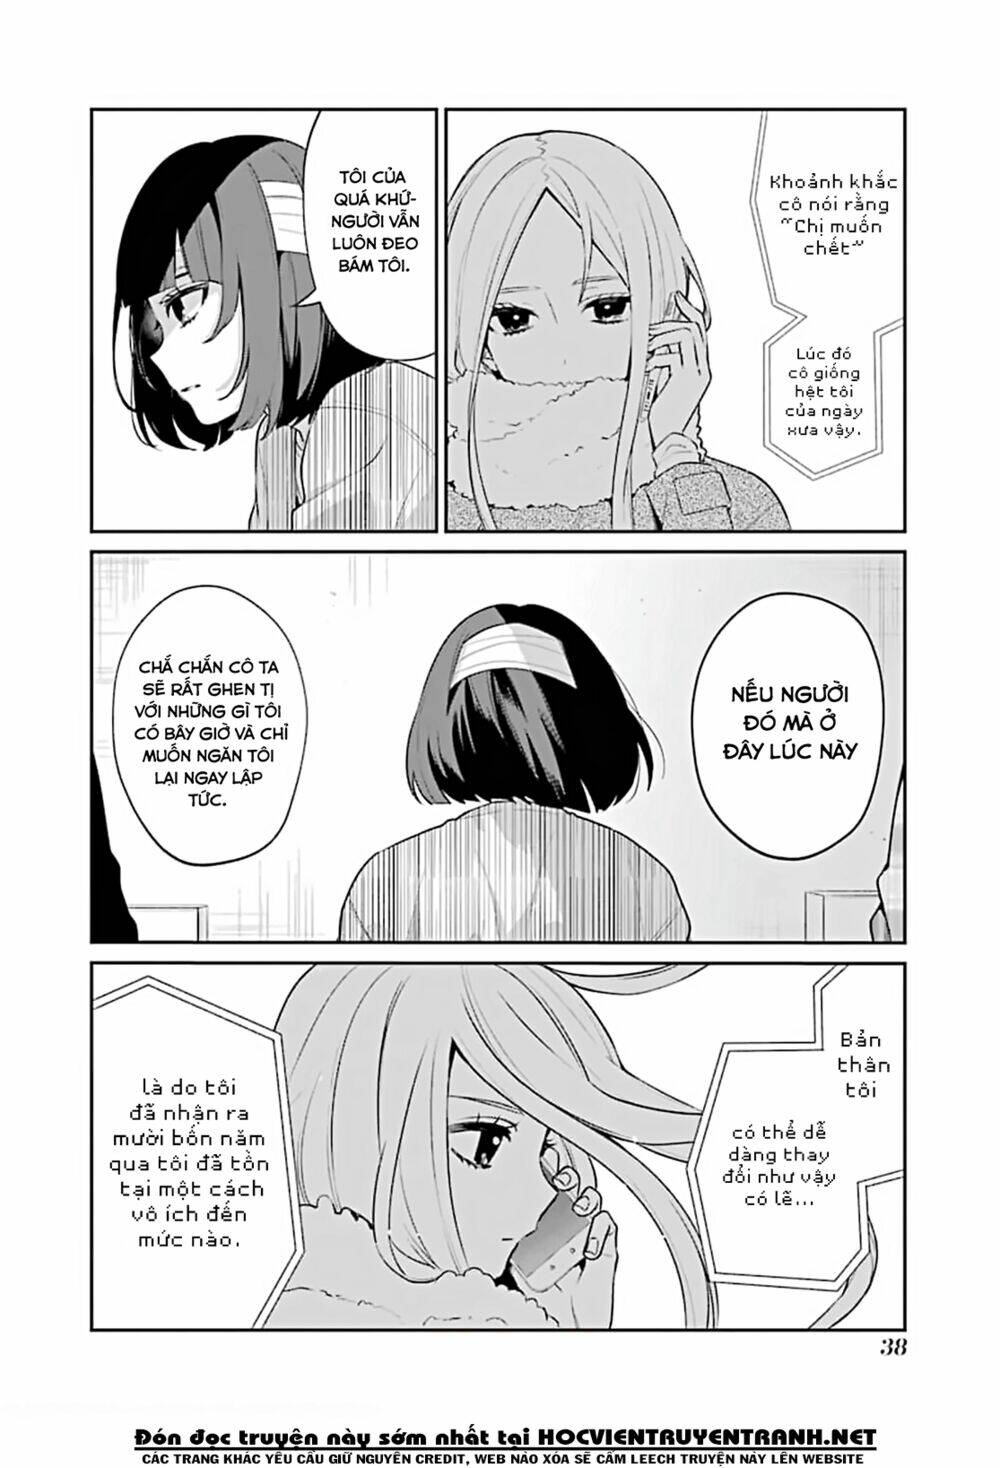 Khoảnh khắc
cô nói rằng
"Chị muốn
chết"
Lúc đó
cô giống
hệt tôi
của ngày
xưa vậy.
TÔI CỦA
QUÁ KHỨ-
NGƯỜI VẪN
LUÔN ĐEO
BÁM TÔI.
NẾU NGƯỜI
ĐÓ MÀ Ở
ĐÂY LÚC NÀY
CHẮ CHẮN CÔ TA
SẼ RẤT GHEN TỊ
VỚI NHỮNG GÌ TÔI
CÓ BÂY GIỜ VÀ CHỈ
MUỐN NGĂN TÔI
LẠI NGAY LẬP
TỨC.
Bản
thân
tôi
có thể dễ
dàng thay
đổi như vậy
có lẽ...
là do tôi
đã nhận ra
mười bốn năm
qua tôi đã tồn
tại một cách
vô ích đến
mức nào.
38
Đón đọc truyện này sớm nhất tại HOCVIENTRUYENTRANH.NET
CÁC TRANG KHÁC YÊU CẦU GIỮ NGUYÊN CREDIT, WEB NÀO XÓA SẼ CẤM LEECH TRUYỆN NÀY LÊN WEBSITE